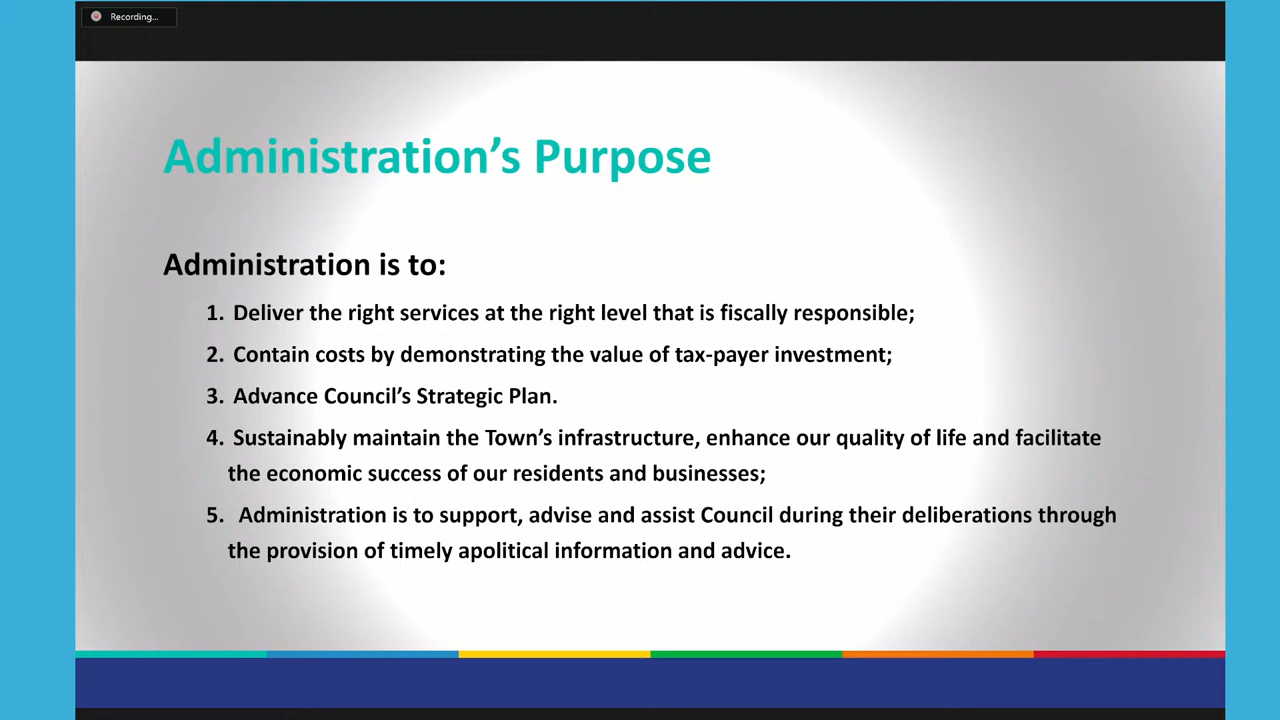 Recording...
Administration’s Purpose
Administration is to:
1. Deliver the right services at the right level that is fiscally responsible;
2. Contain costs by demonstrating the value of tax-payer investment;
3. Advance Council’s Strategic Plan.
4. Sustainably maintain the Town’s infrastructure, enhance our quality of life and facilitate
the economic success of our residents and businesses;
5. Administration is to support, advise and assist Council during their deliberations through
the provision of timely apolitical information and advice.